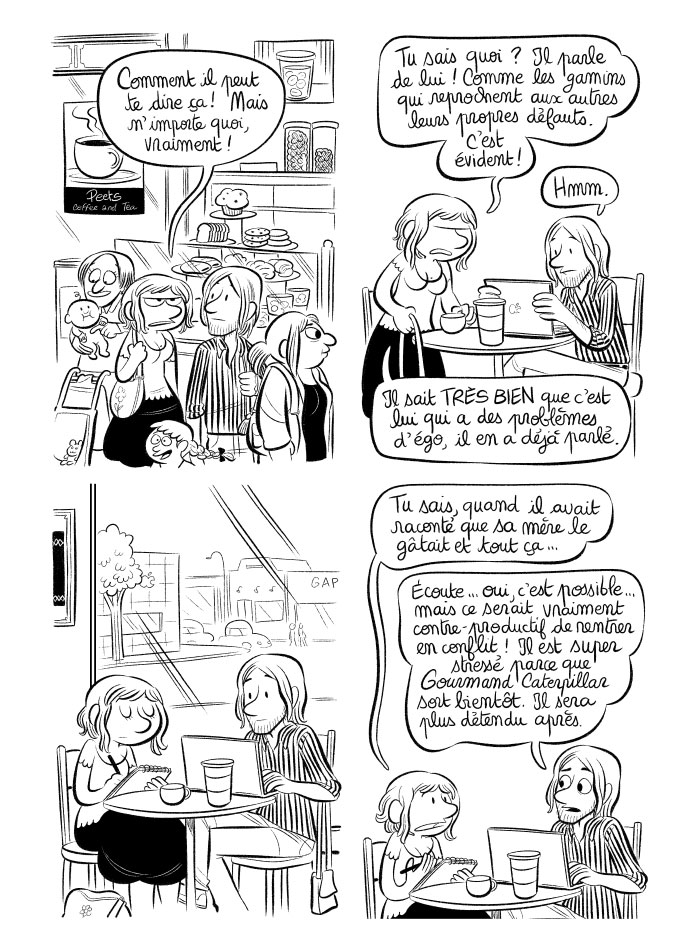 Comment il peut
te dire ça ! Mais
n'importe quoi,
vraiment !
Peets
Coffee and Tea
Tu sais quoi ? Il parle
de lui ! Comme les gamins
qui reprochent aux autres
leurs propres défauts.
C'est
évident !
Hmm.
Il sait TRÈS BIEN que c'est
lui qui a des problèmes
d'égo, il en a déjà parlé.
GAP
Tu sais, quand il avait
raconté que sa mère le
gâtait et tout ça...
Écoute... oui, c'est possible...
mais ce serait vraiment
contre-productif de rentrer
en conflit ! Il est super
stressé parce que
Gourmand Caterpillar
sort bientôt. Il sera
plus détendu après.